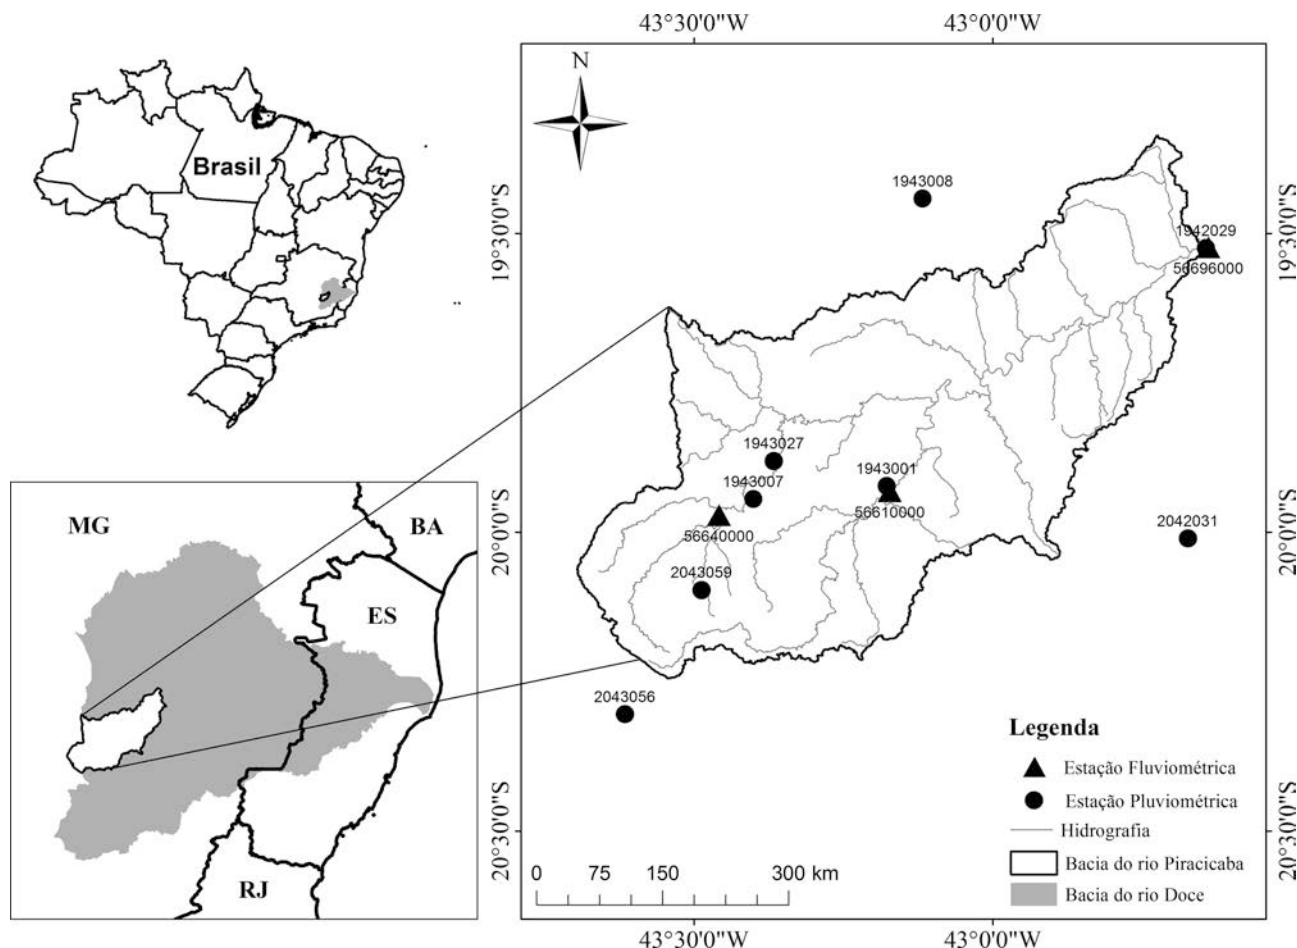 43°30'0"W
43°0'0"W
N
Brasil
1943008
1942029
56696000
19°30'0"S
19°30'0"S
1943027
1943007
1943001
56610000
56640000
2042031
20°0'0"S
20°0'0"S
2043059
MG
BA
ES
RJ
2043056
Legenda
Estação Fluviométrica
Estação Pluviométrica
Hidrografia
Bacia do rio Piracicaba
Bacia do rio Doce
20°30'0"S
20°30'0"S
0 75 150 300 km
43°30'0"W
43°0'0"W